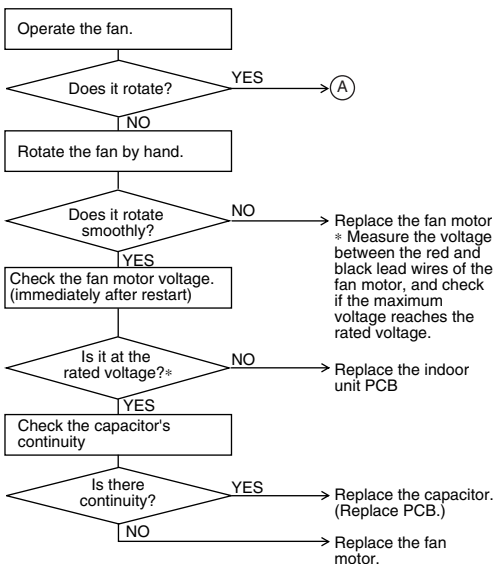 Operate the fan.
Does it rotate?
YES
A
NO
Rotate the fan by hand.
Does it rotate
smoothly?
NO
Replace the fan motor
* Measure the voltage
between the red and
black lead wires of the
fan motor, and check
if the maximum
voltage reaches the
rated voltage.
YES
Check the fan motor voltage.
(immediately after restart)
Is it at the
rated voltage?*
NO
Replace the indoor
unit PCB
YES
Check the capacitor's
continuity
Is there
continuity?
YES
Replace the capacitor.
(Replace PCB.)
NO
Replace the fan
motor.